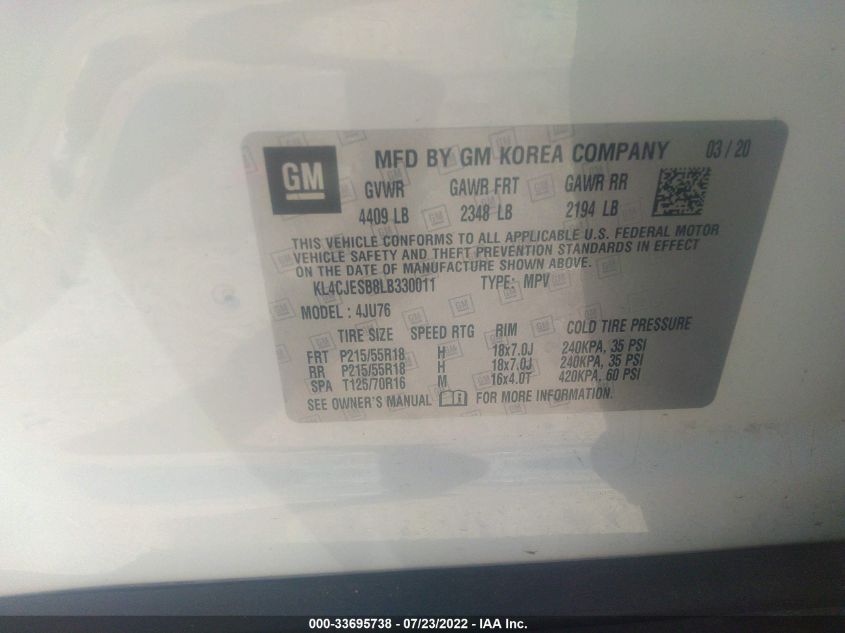 GM
MFD BY GM KOREA COMPANY 03 / 20
GVWR GAWR FRT GAWR RR
4409 LB 2348 LB 2194 LB
THIS VEHICLE CONFORMS TO ALL APPLICABLE U.S. FEDERAL MOTOR
VEHICLE SAFETY AND THEFT PREVENTION STANDARDS IN EFFECT
ON THE DATE OF MANUFACTURE SHOWN ABOVE.
KL4CJESB8LB330011 TYPE: MPV
MODEL : 4JU76
TIRE SIZE SPEED RTG RIM COLD TIRE PRESSURE
FRT P215/55R18 H 18x7.0J 240KPA, 35 PSI
RR P215/55R18 H 18x7.0J 240KPA, 35 PSI
SPA T125/70R16 M 16x4.0T 420KPA, 60 PSI
SEE OWNER'S MANUAL FOR MORE INFORMATION.
000-33695738 - 07/23/2022 - IAA Inc.